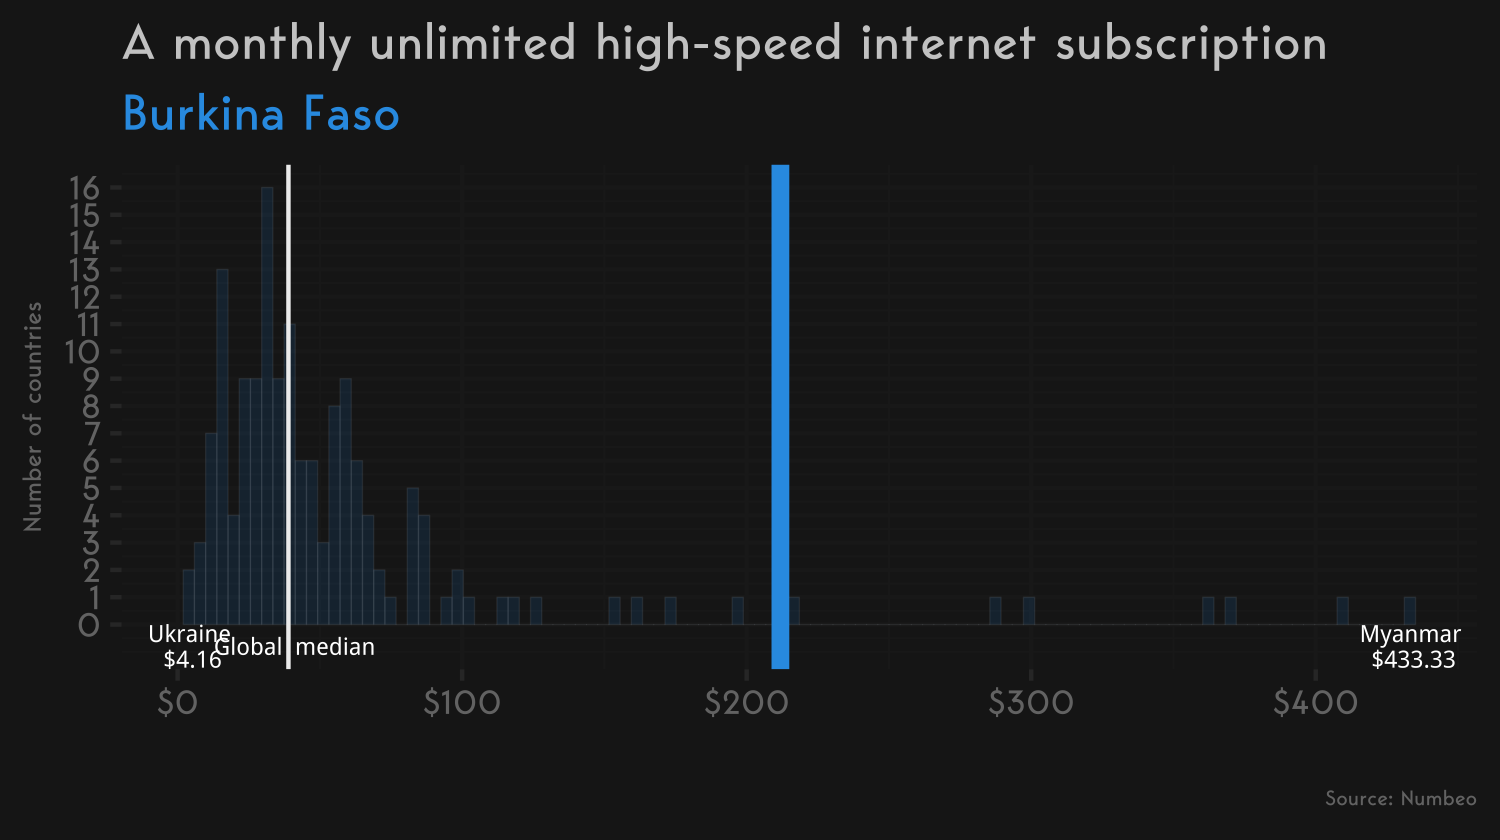 A monthly unlimited high-speed internet subscription
Burkina Faso
Number of countries
16
15
14
13
12
11
10
9
8
7
6
5
4
3
2
1
0
Ukraine
$4.16
Global median
Myanmar
$433.33
$0 $100 $200 $300 $400
Source: Numbeo